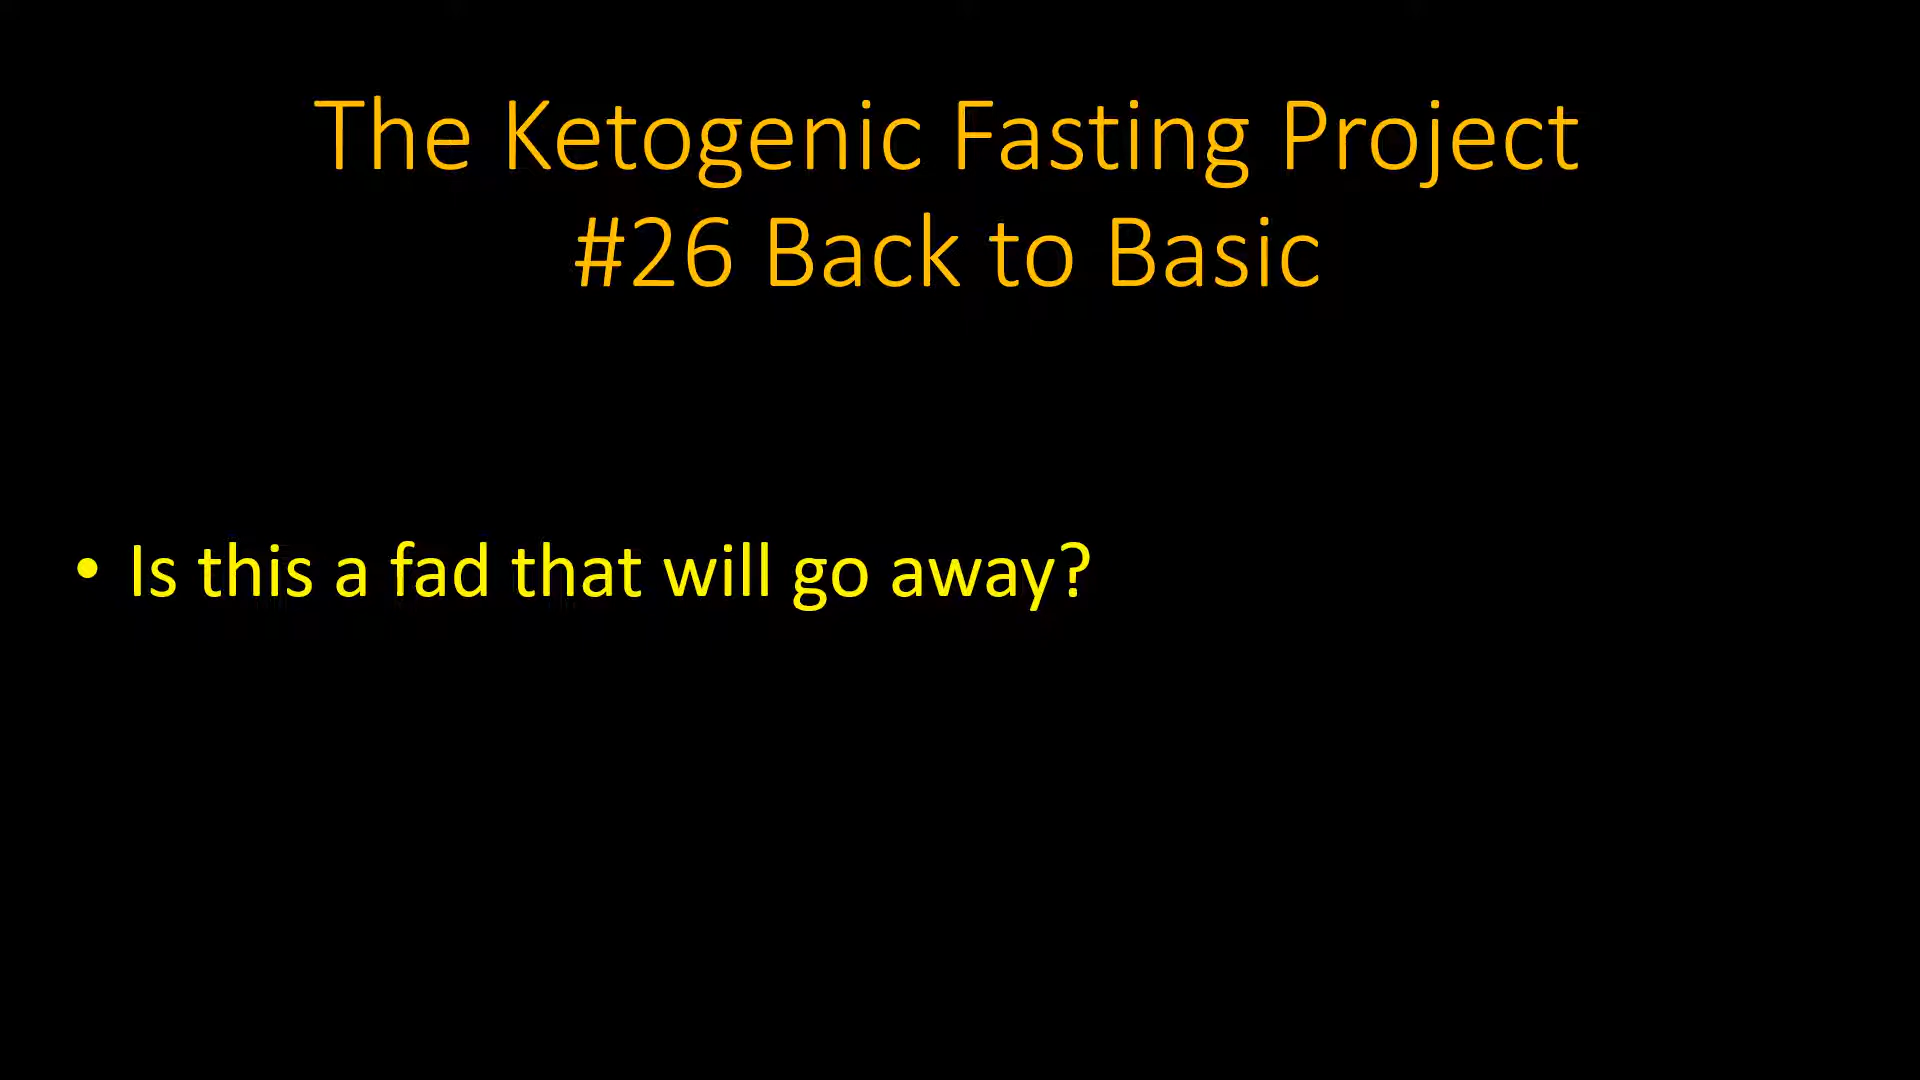 The Ketogenic Fasting Project
#26 Back to Basic
• Is this a fad that will go away?